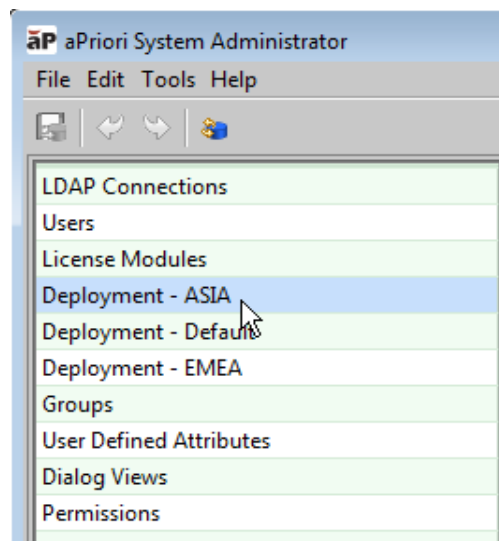 aP aPriori System Administrator
File Edit Tools Help
LDAP Connections
Users
License Modules
Deployment - ASIA
Deployment - Default
Deployment - EMEA
Groups
User Defined Attributes
Dialog Views
Permissions